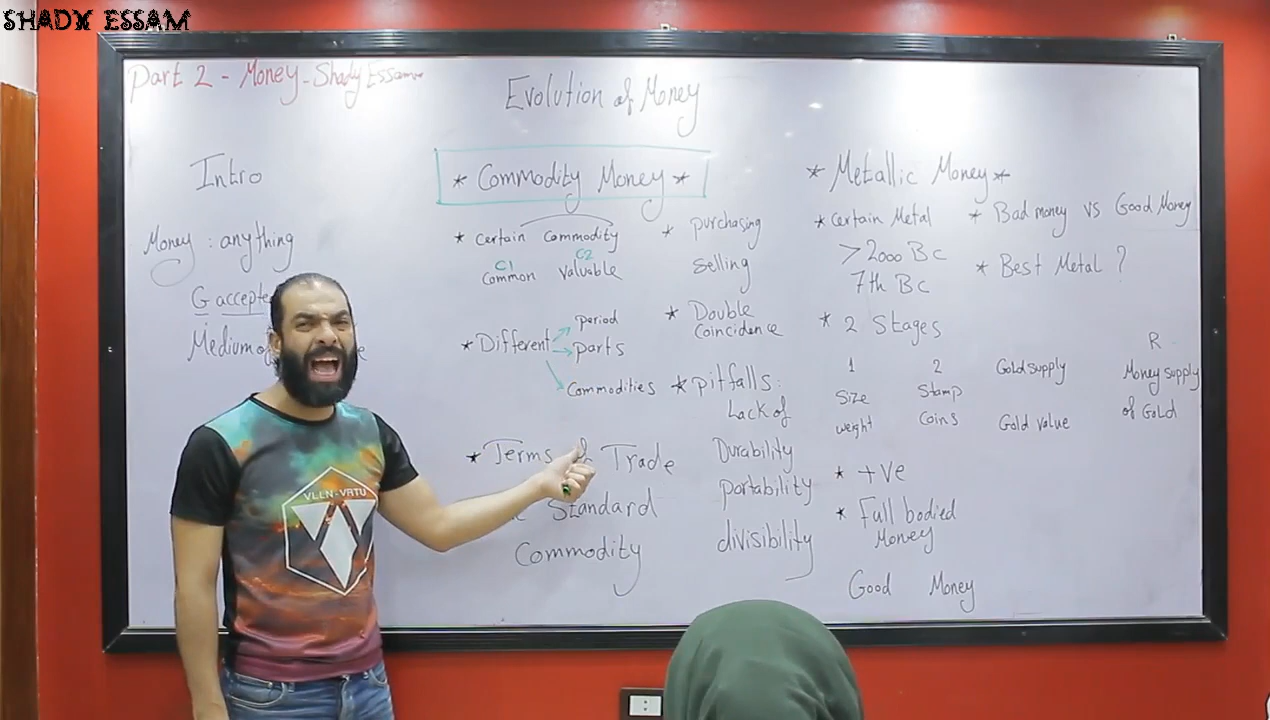 SHADY ESSAM
Part 2 - Money - Shady Essam
Evolution of Money
Intro
Money : anything
G accepte
Medium of
* Commodity Money *
* Certain Commodity
C1 C2
Common Valuable
* Different
period
parts
Commodities
* Terms of Trade
Standard
Commodity
* purchasing
selling
* Double
Coincidence
* pitfalls :
Lack of
Durability
portability
divisibility
* Metallic Money *
* Certain Metal
> 2000 BC
7th BC
* 2 Stages
1
Size
weight
2
Stamp
Coins
* +ve
* Full bodied
Money
Good Money
* Bad money VS Good Money
* Best Metal ?
Gold supply
Gold value
R
Money supply
of Gold
VLLN-VRTU